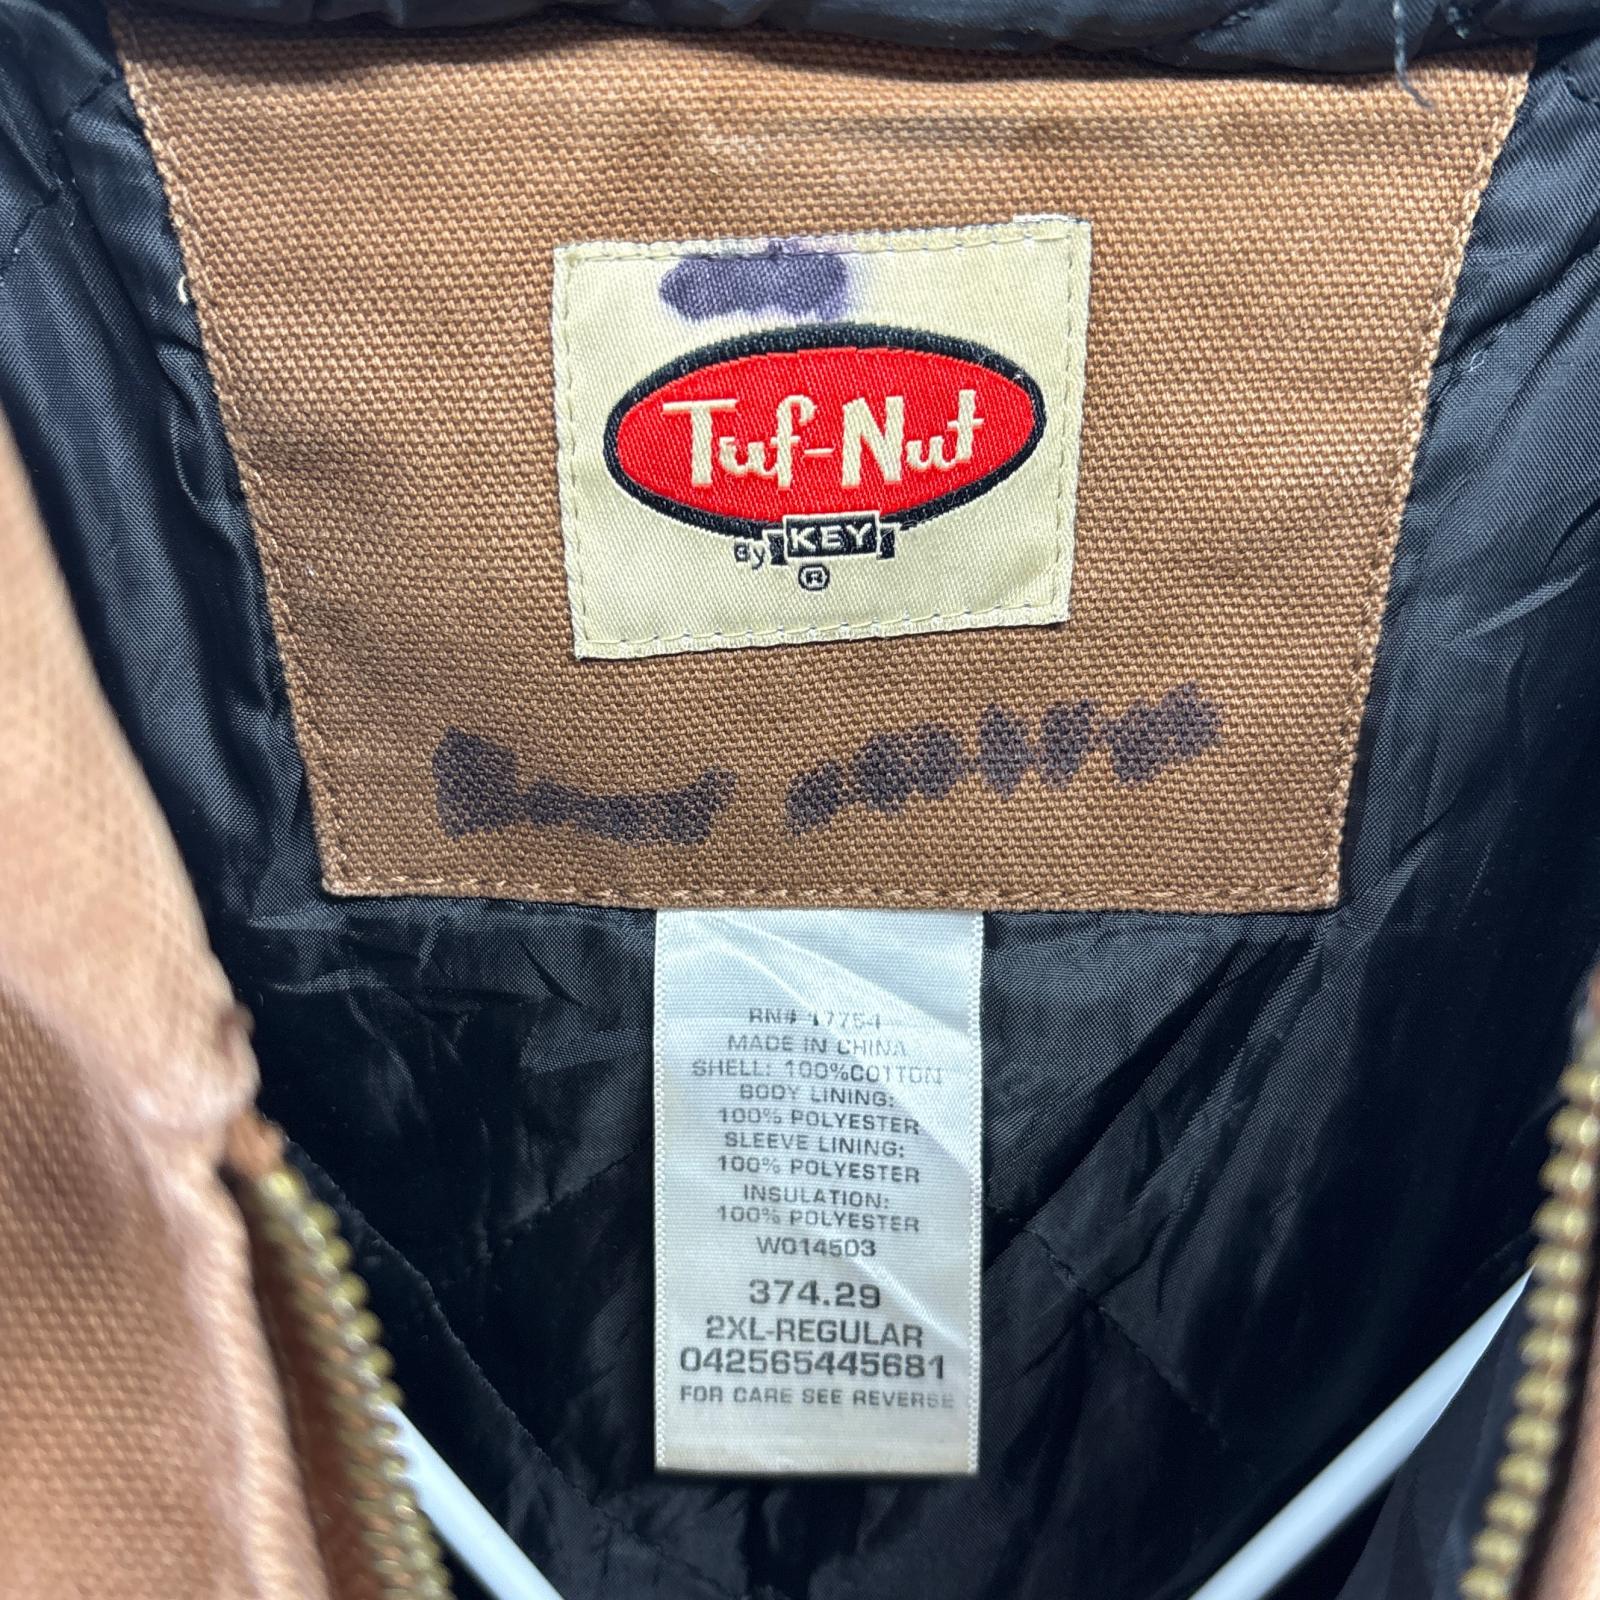 Tuf-Nut
By KEY
®
RN# 17754
MADE IN CHINA
SHELL: 100%COTTON
BODY LINING:
100% POLYESTER
SLEEVE LINING:
100% POLYESTER
INSULATION:
100% POLYESTER
W014503
374.29
2XL-REGULAR
042565445681
FOR CARE SEE REVERSE